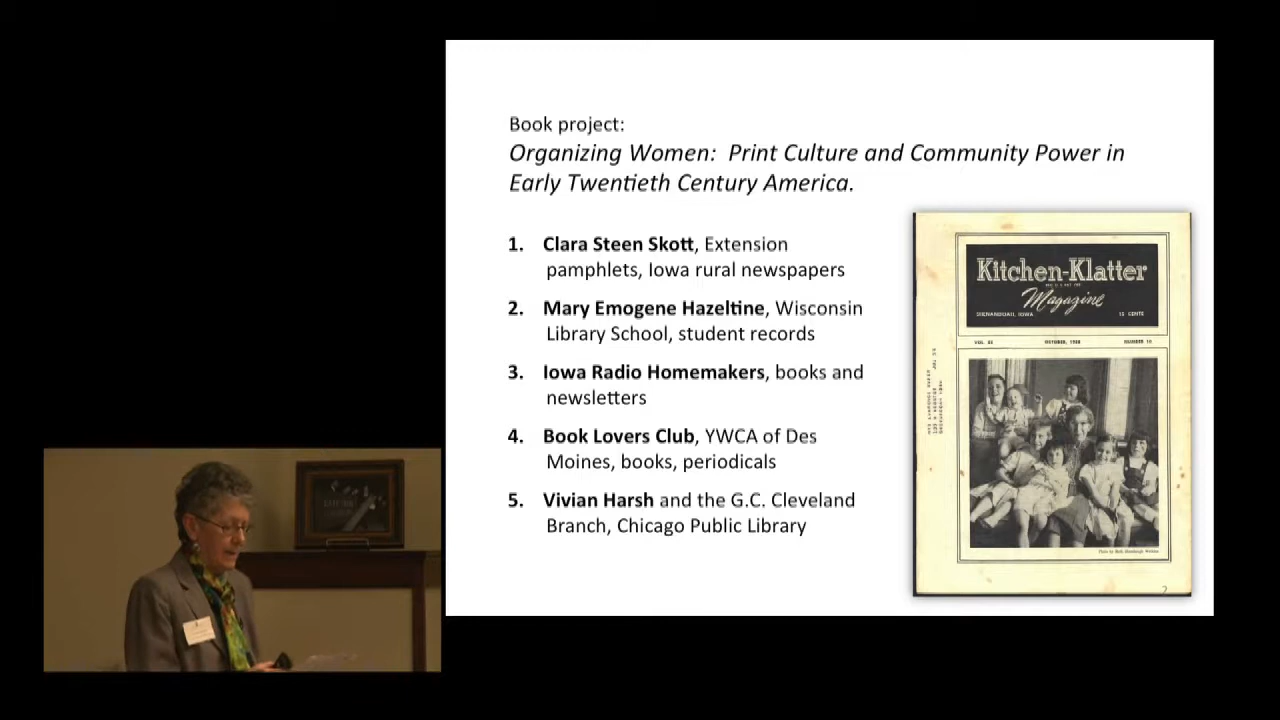 Book project:
Organizing Women:  Print Culture and Community Power in
Early Twentieth Century America.
1. Clara Steen Skott, Extension
pamphlets, Iowa rural newspapers
2. Mary Emogene Hazeltine, Wisconsin
Library School, student records
3. Iowa Radio Homemakers, books and
newsletters
4. Book Lovers Club, YWCA of Des
Moines, books, periodicals
5. Vivian Harsh and the G.C. Cleveland
Branch, Chicago Public Library
Kitchen-Klatter
Magazine
SHENANDOAH, IOWA 15 CENTS